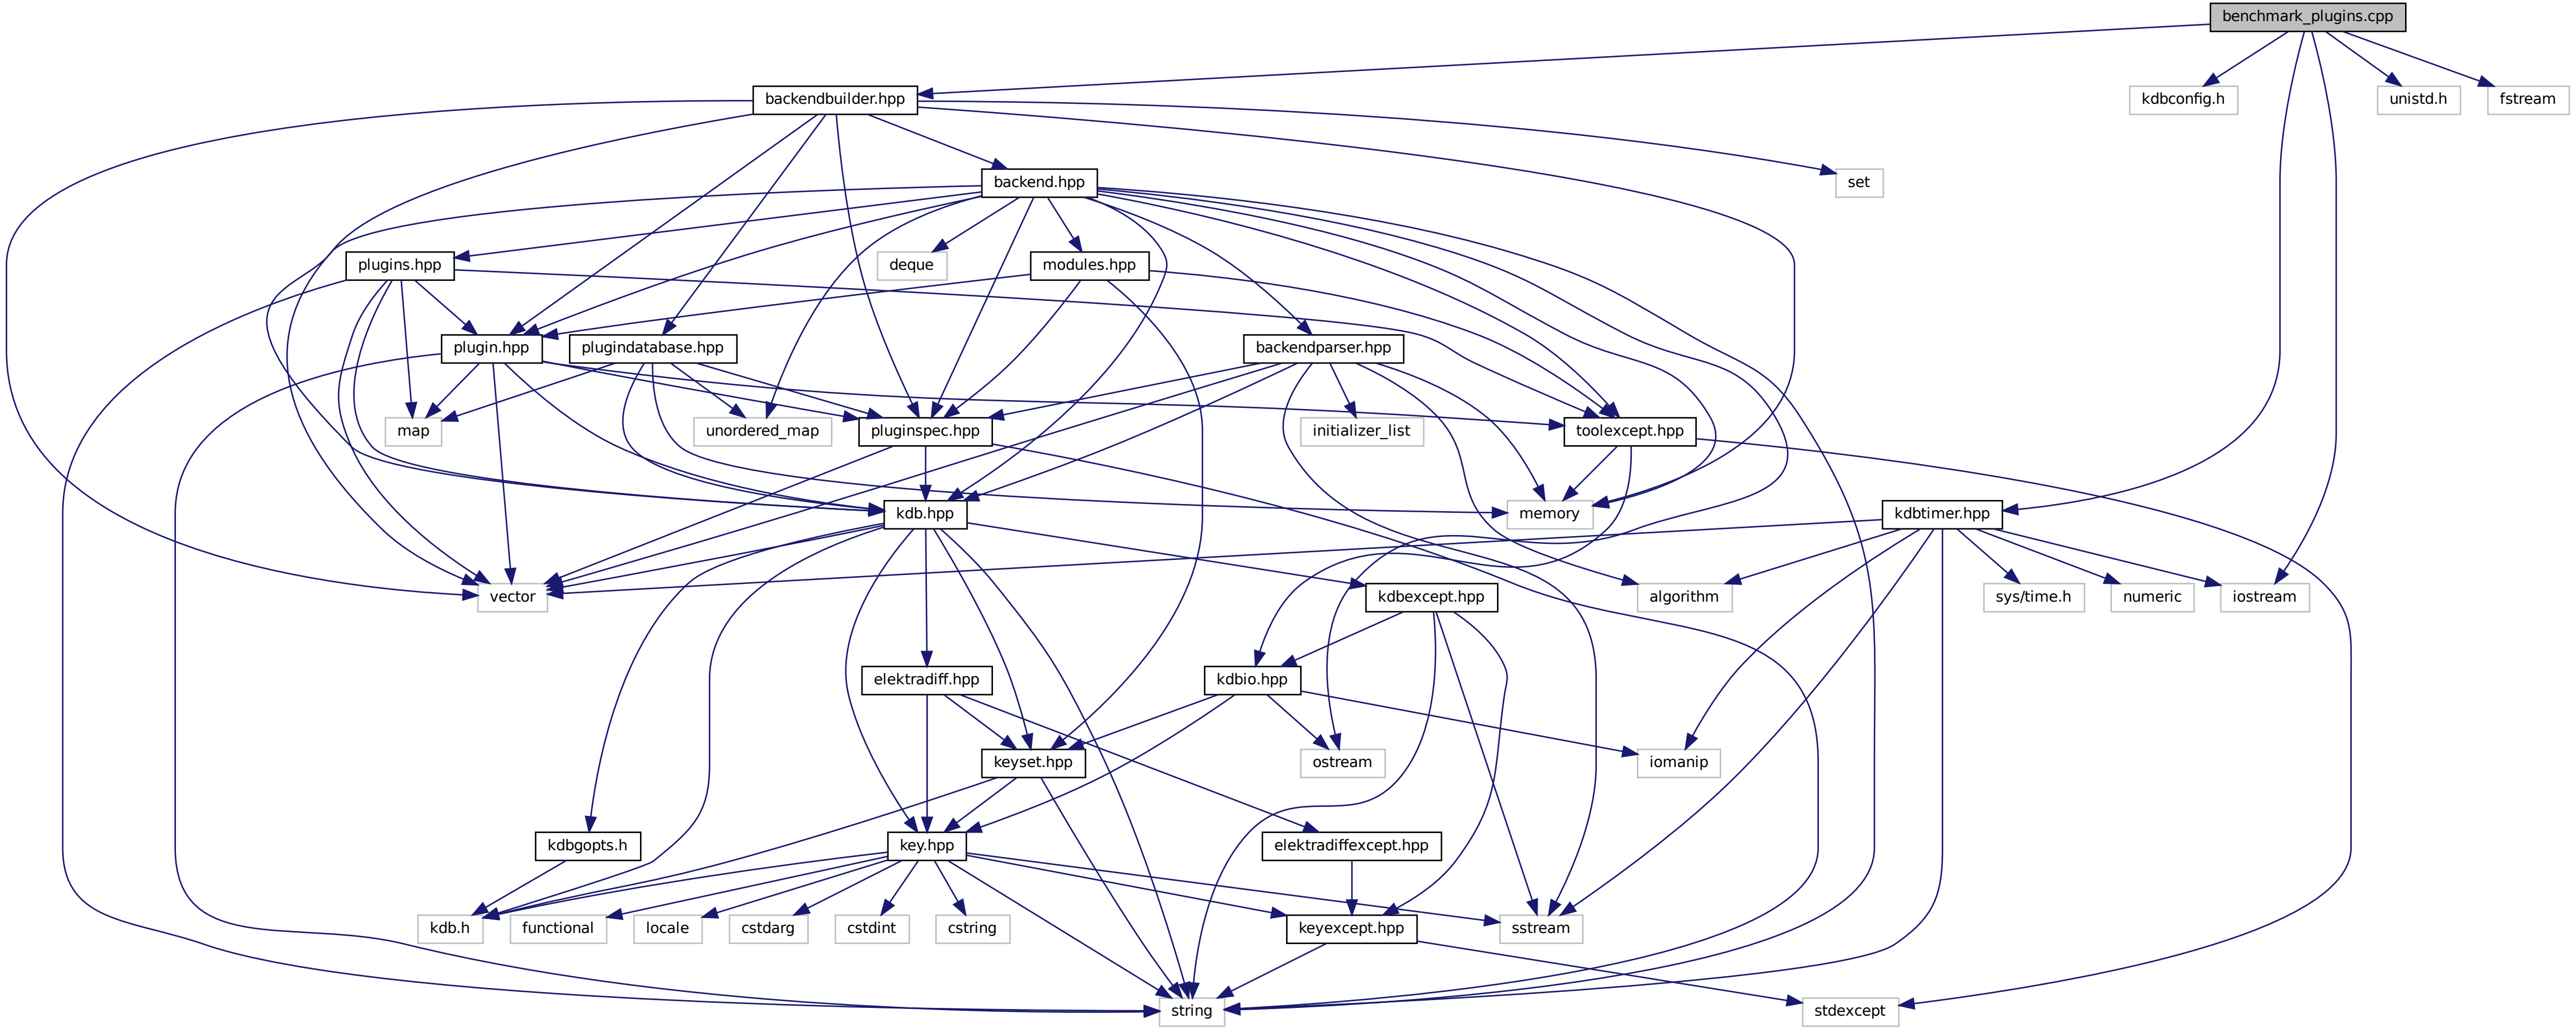 benchmark_plugins.cpp
backendbuilder.hpp
kdbconfig.h
unistd.h
fstream
backend.hpp
set
plugins.hpp
deque
modules.hpp
plugin.hpp
plugindatabase.hpp
backendparser.hpp
map
unordered_map
pluginspec.hpp
initializer_list
toolexcept.hpp
kdb.hpp
memory
kdbtimer.hpp
vector
kdbexcept.hpp
algorithm
sys/time.h
numeric
iostream
elektradiff.hpp
kdbio.hpp
keyset.hpp
ostream
iomanip
kdbgopts.h
key.hpp
elektradiffexcept.hpp
kdb.h
functional
locale
cstdarg
cstdint
cstring
keyexcept.hpp
sstream
string
stdexcept